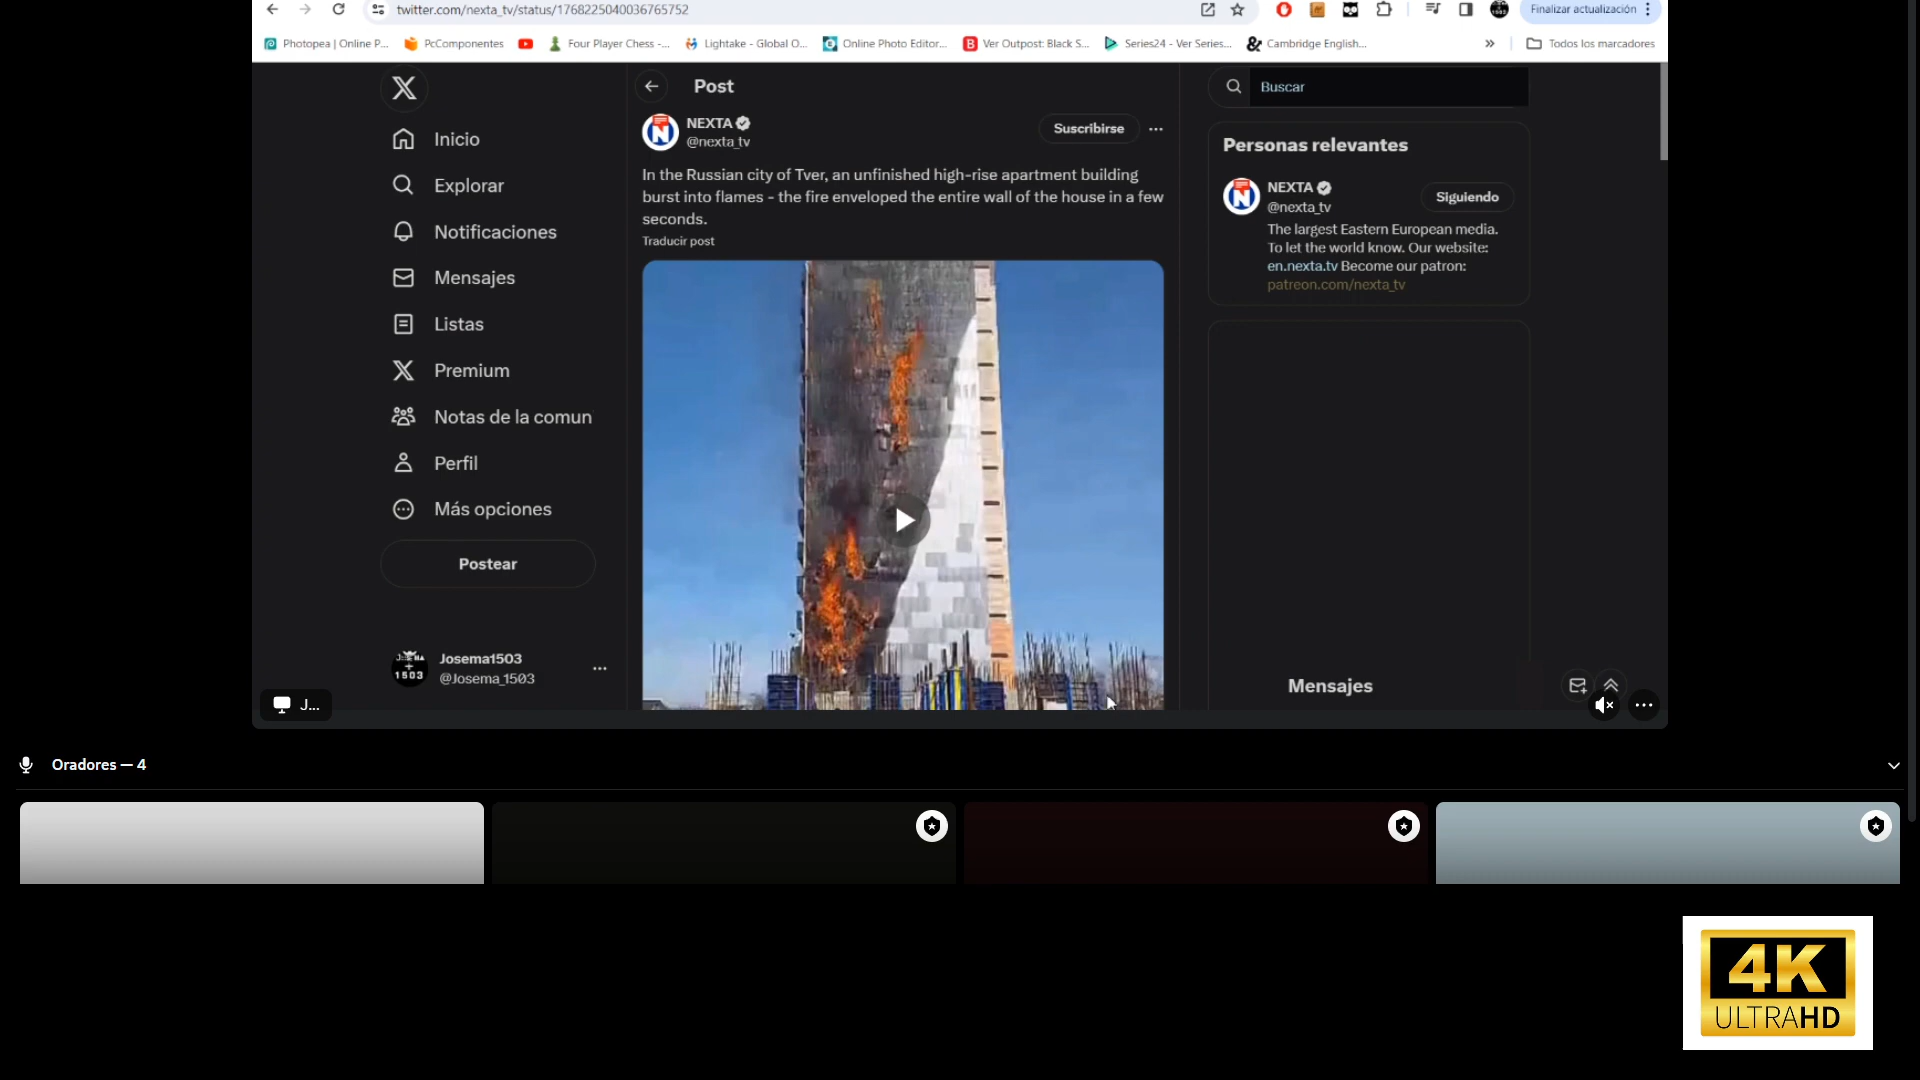 twitter.com/nexta_tv/status/1768225040036765752
Finalizar actualización
Photopea | Online P...
PcComponentes
Four Player Chess -...
Lightake - Global O...
Online Photo Editor...
Ver Outpost: Black S...
Series24 - Ver Series...
Cambridge English...
»
Todos los marcadores
Inicio
Explorar
Notificaciones
Mensajes
Listas
Premium
Notas de la comun
Perfil
Más opciones
Postear
Josema1503
@Josema_1503
Post
NEXTA
@nexta_tv
Suscribirse
In the Russian city of Tver, an unfinished high-rise apartment building
burst into flames - the fire enveloped the entire wall of the house in a few
seconds.
Traducir post
Buscar
Personas relevantes
NEXTA
@nexta_tv
Siguiendo
The largest Eastern European media.
To let the world know. Our website:
en.nexta.tv Become our patron:
patreon.com/nexta_tv
Mensajes
J...
Oradores — 4
4K
ULTRAHD